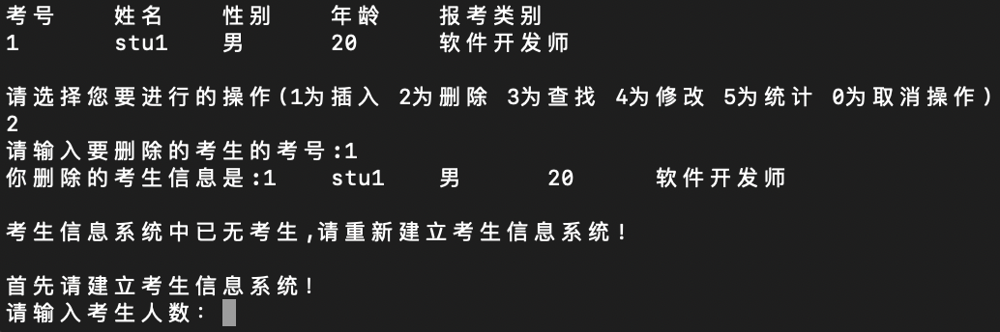 考号 姓名 性别 年龄 报考类别
1 stu1 男 20 软件开发师
请选择您要进行的操作(1为插入 2为删除 3为查找 4为修改 5为统计 0为取消操作)
2
请输入要删除的考生的考号:1
你删除的考生信息是:1 stu1 男 20 软件开发师
考生信息系统中已无考生,请重新建立考生信息系统!
首先请建立考生信息系统!
请输入考生人数: